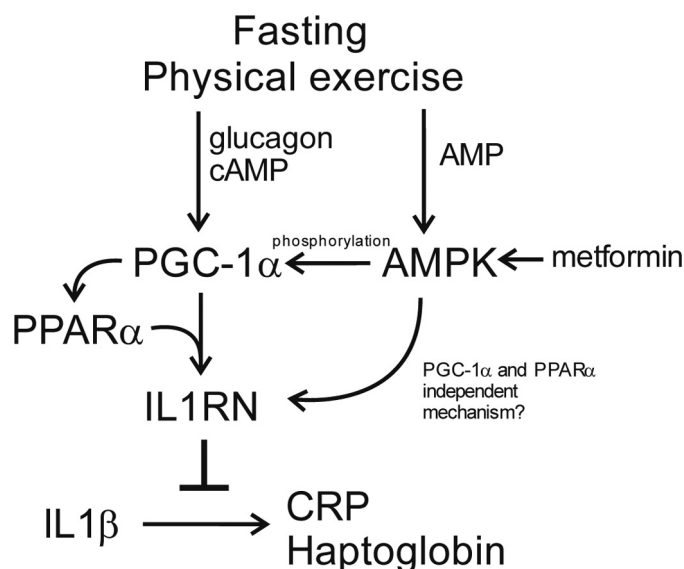 Fasting
Physical exercise
glucagon
cAMP
AMP
phosphorylation
PGC-1α
AMPK
metformin
PPARα
PGC-1α and PPARα
independent
mechanism?
IL1RN
IL1β
CRP
Haptoglobin